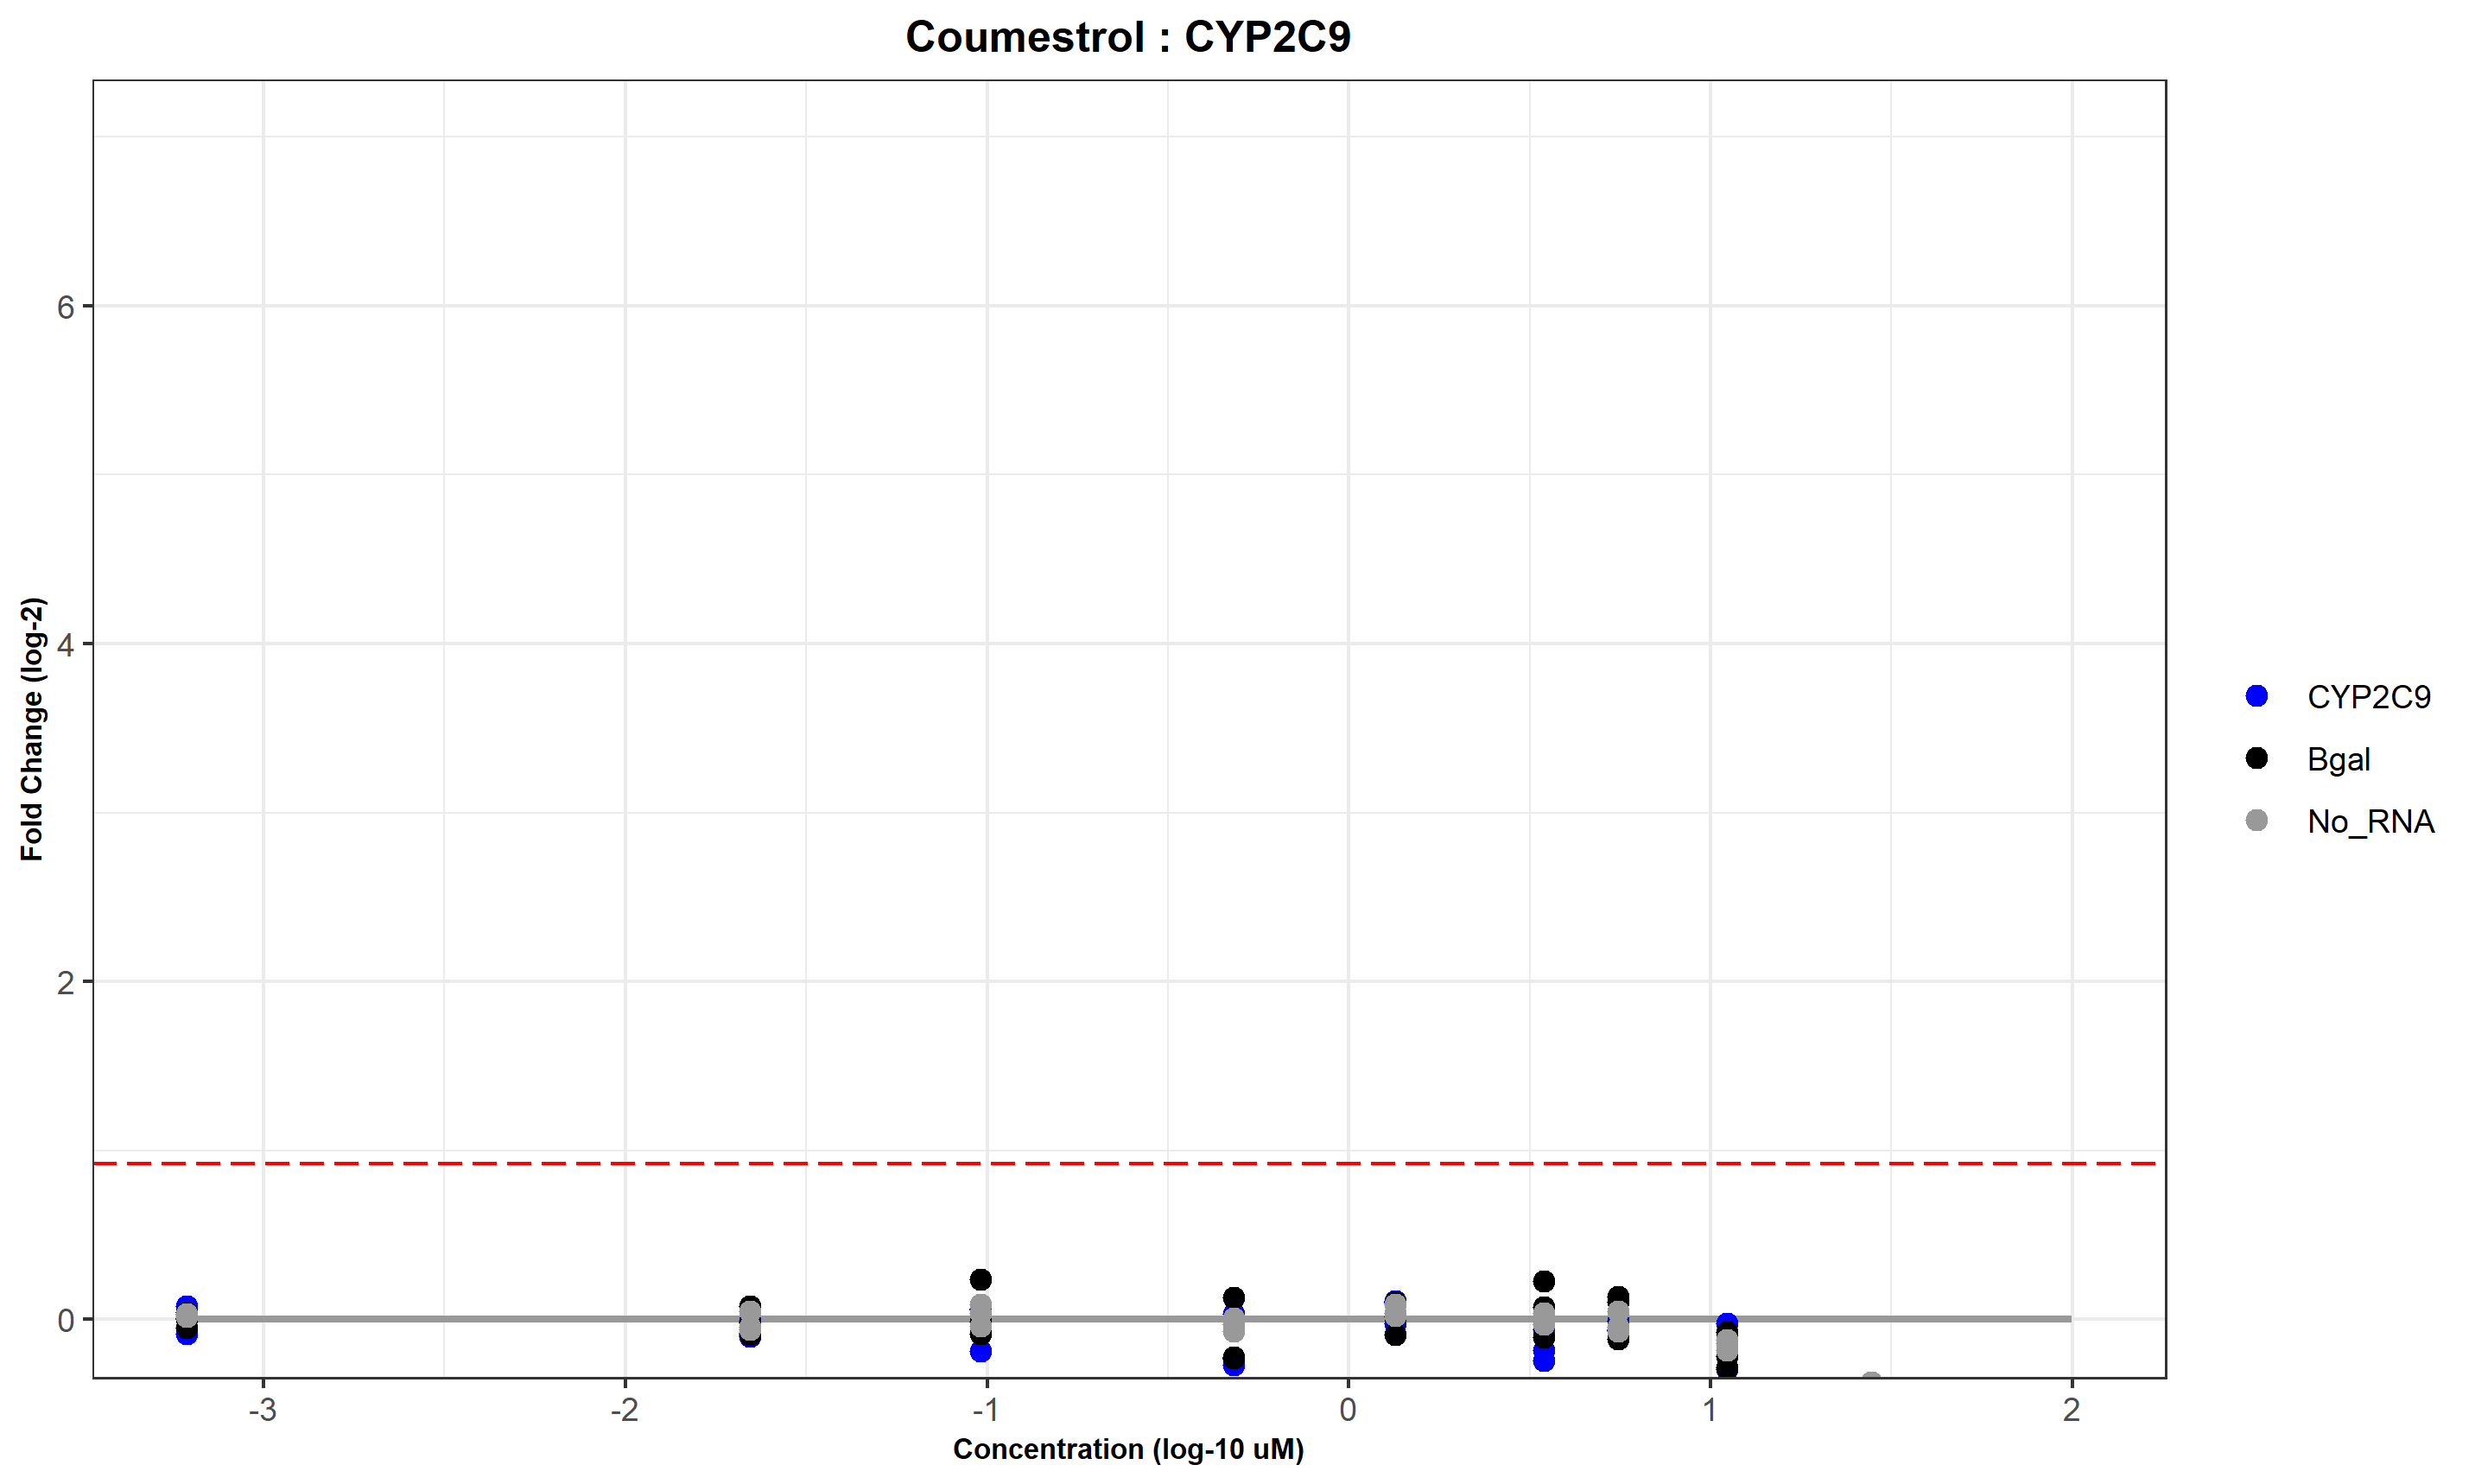 Coumestrol : CYP2C9
Fold Change (log-2)
6
4
2
0
-3
-2
-1
0
1
2
Concentration (log-10 uM)
CYP2C9
Bgal
No_RNA